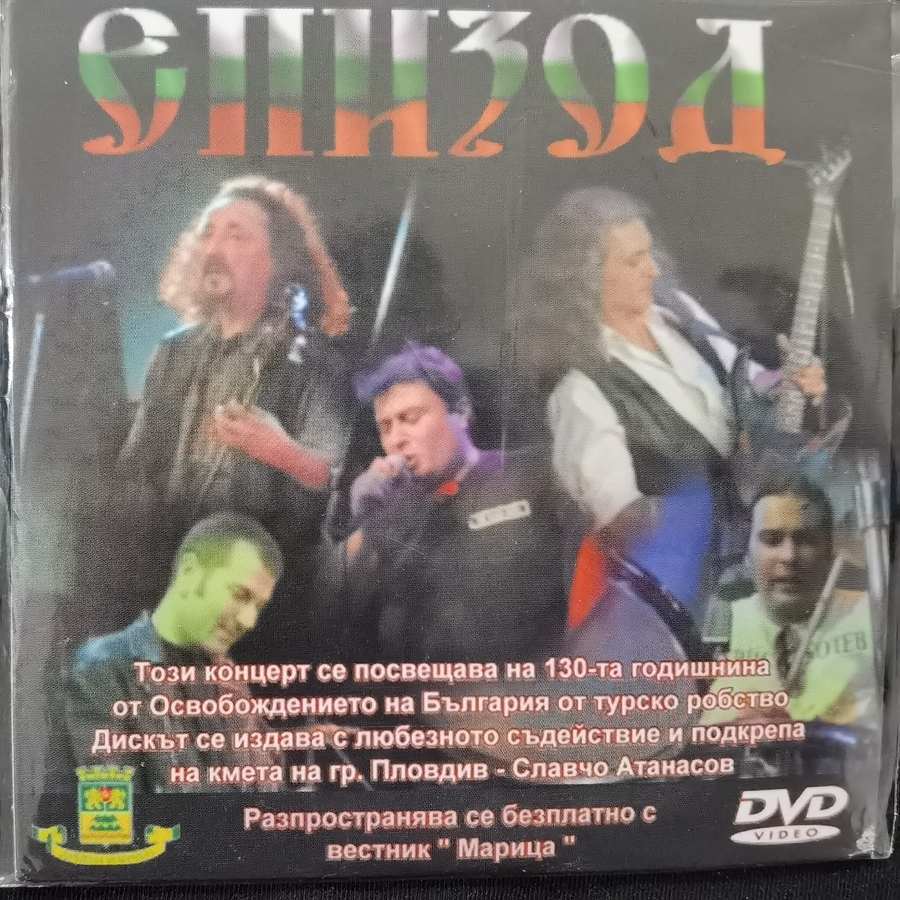 ЕПИЗОД
ОТЕВ
Този концерт се посвещава на 130-та годишнина
от Освобождението на България от турско робство
Дискът се издава с любезното съдействие и подкрепа
на кмета на гр. Пловдив - Славчо Атанасов
Разпространява се безплатно с
вестник " Марица "
DVD
VIDEO